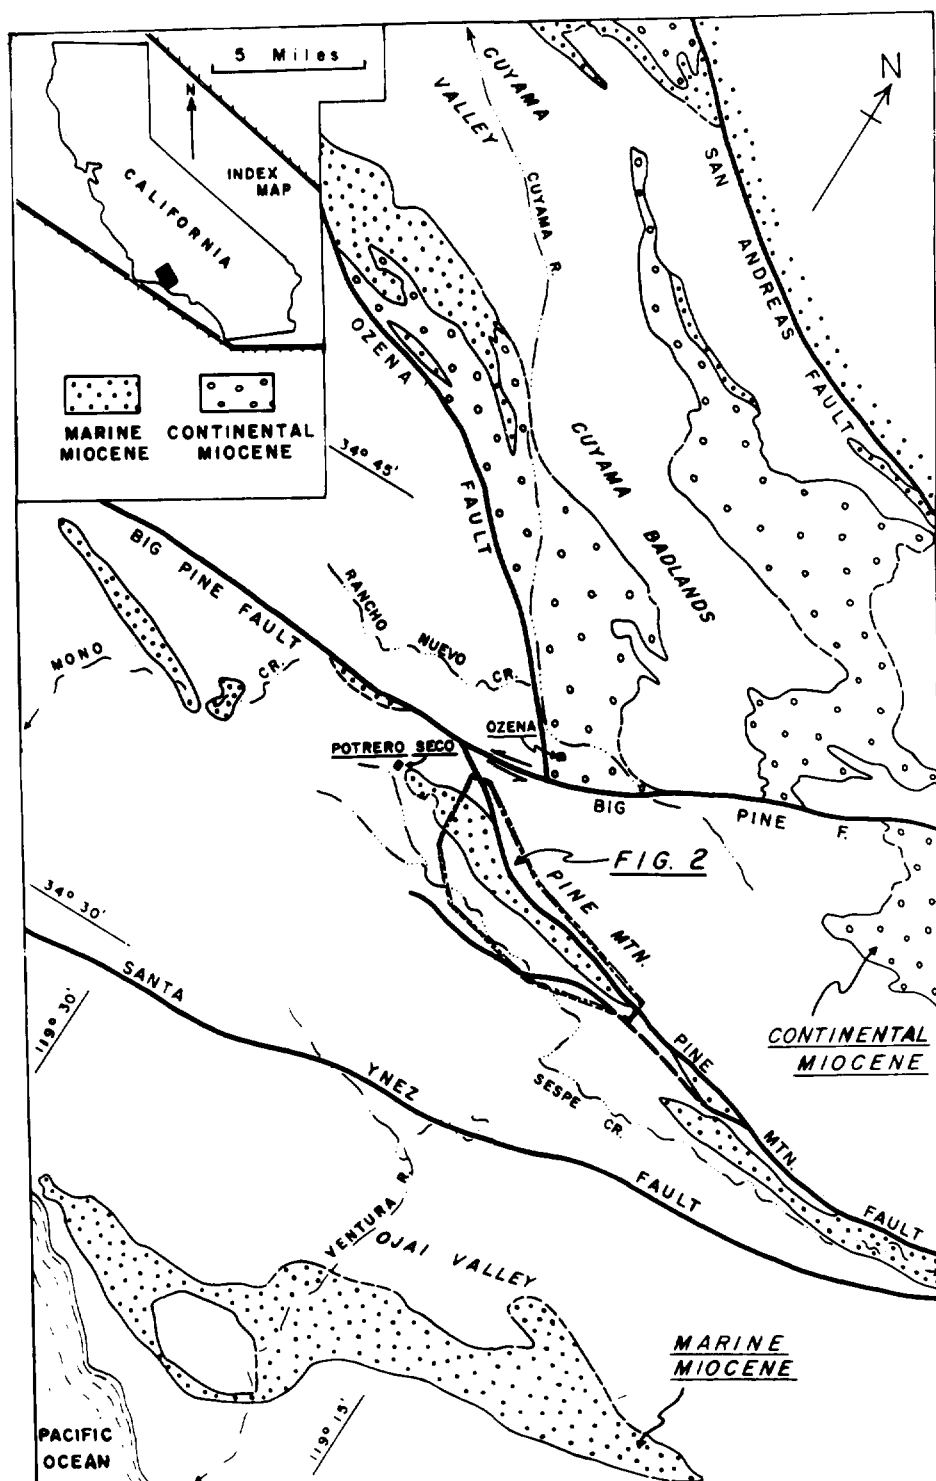 5 Miles
N
INDEX
MAP
CALIFORNIA
MARINE
MIOCENE
CONTINENTAL
MIOCENE
N
CUYAMA
VALLEY
CUYAMA R.
SAN
ANDREAS
FAULT
OZENA
FAULT
34° 45'
CUYAMA
BADLANDS
BIG PINE FAULT
RANCHO
NUEVO
CR.
MONO
CR.
OZENA
POTRERO SECO
BIG
PINE
F.
FIG. 2
PINE
MTN.
34° 30'
SANTA
YNEZ
FAULT
119° 30'
CONTINENTAL
MIOCENE
PINE
MTN.
FAULT
SESPE
CR.
VENTURA R.
OJAI VALLEY
MARINE
MIOCENE
119° 15'
PACIFIC
OCEAN